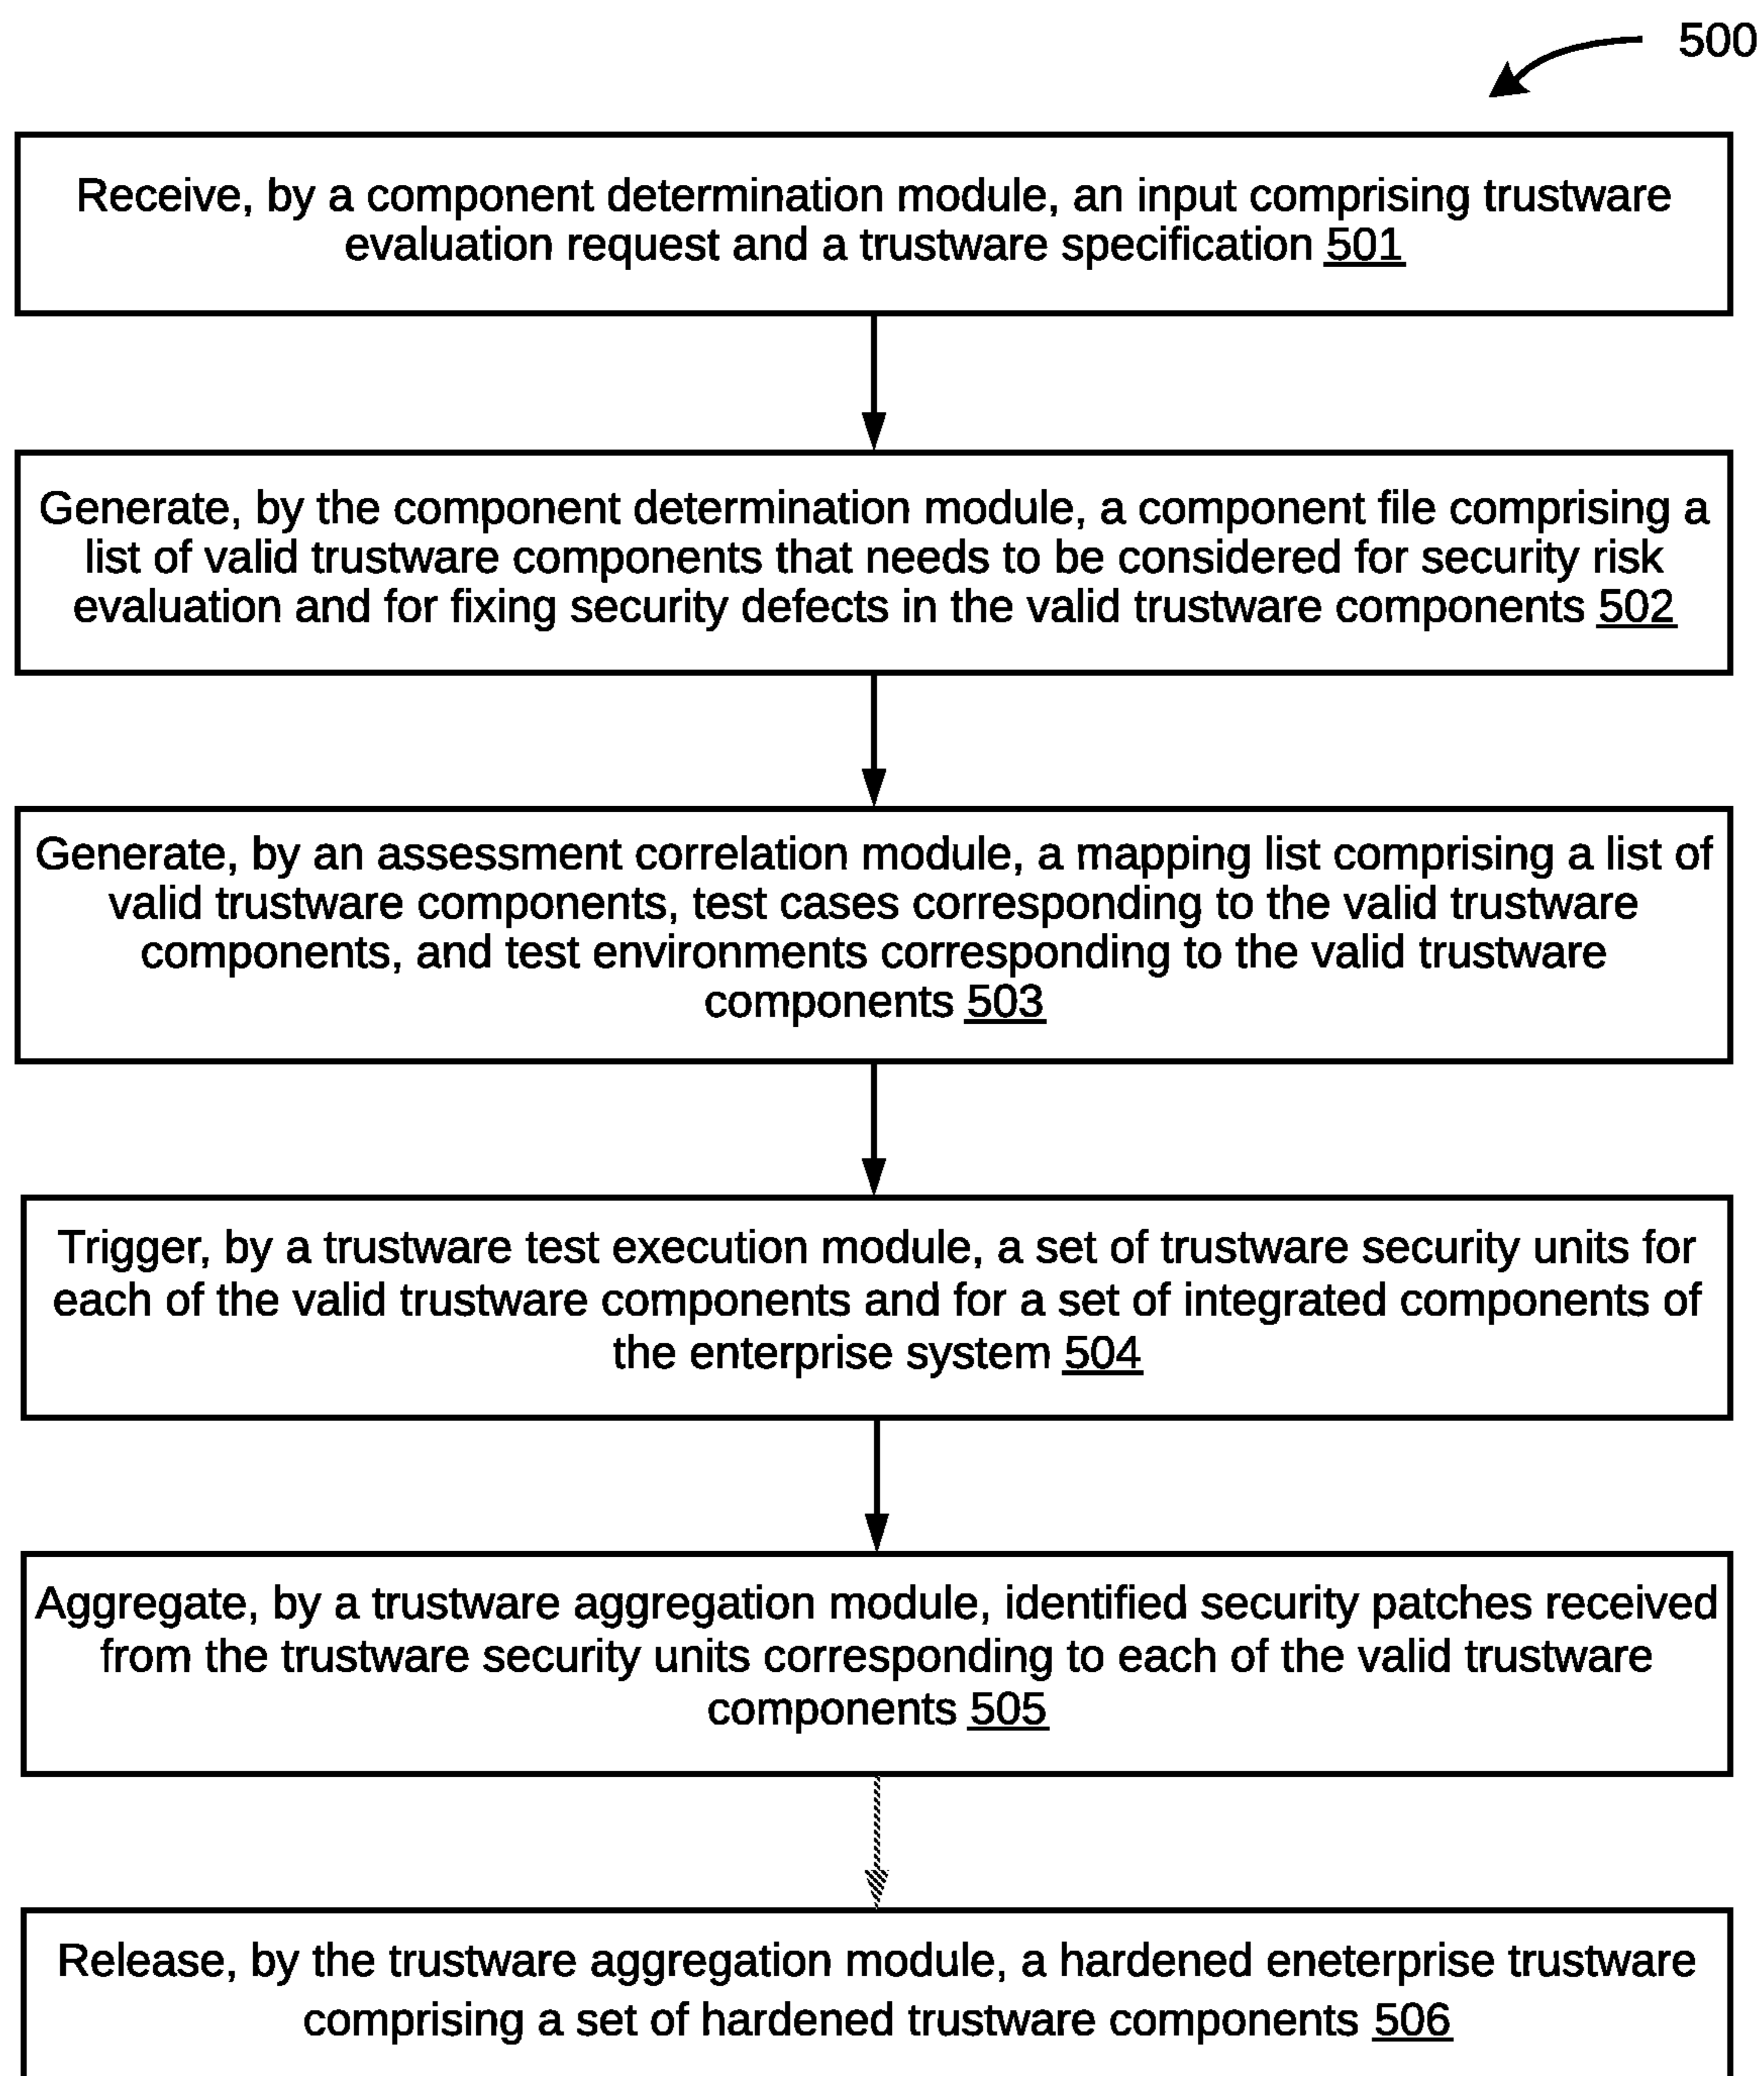 500
Receive, by a component determination module, an input comprising trustware
evaluation request and a trustware specification 501
Generate, by the component determination module, a component file comprising a
list of valid trustware components that needs to be considered for security risk
evaluation and for fixing security defects in the valid trustware components 502
Generate, by an assessment correlation module, a mapping list comprising a list of
valid trustware components, test cases corresponding to the valid trustware
components, and test environments corresponding to the valid trustware
components 503
Trigger, by a trustware test execution module, a set of trustware security units for
each of the valid trustware components and for a set of integrated components of
the enterprise system 504
Aggregate, by a trustware aggregation module, identified security patches received
from the trustware security units corresponding to each of the valid trustware
components 505
Release, by the trustware aggregation module, a hardened eneterprise trustware
comprising a set of hardened trustware components 506